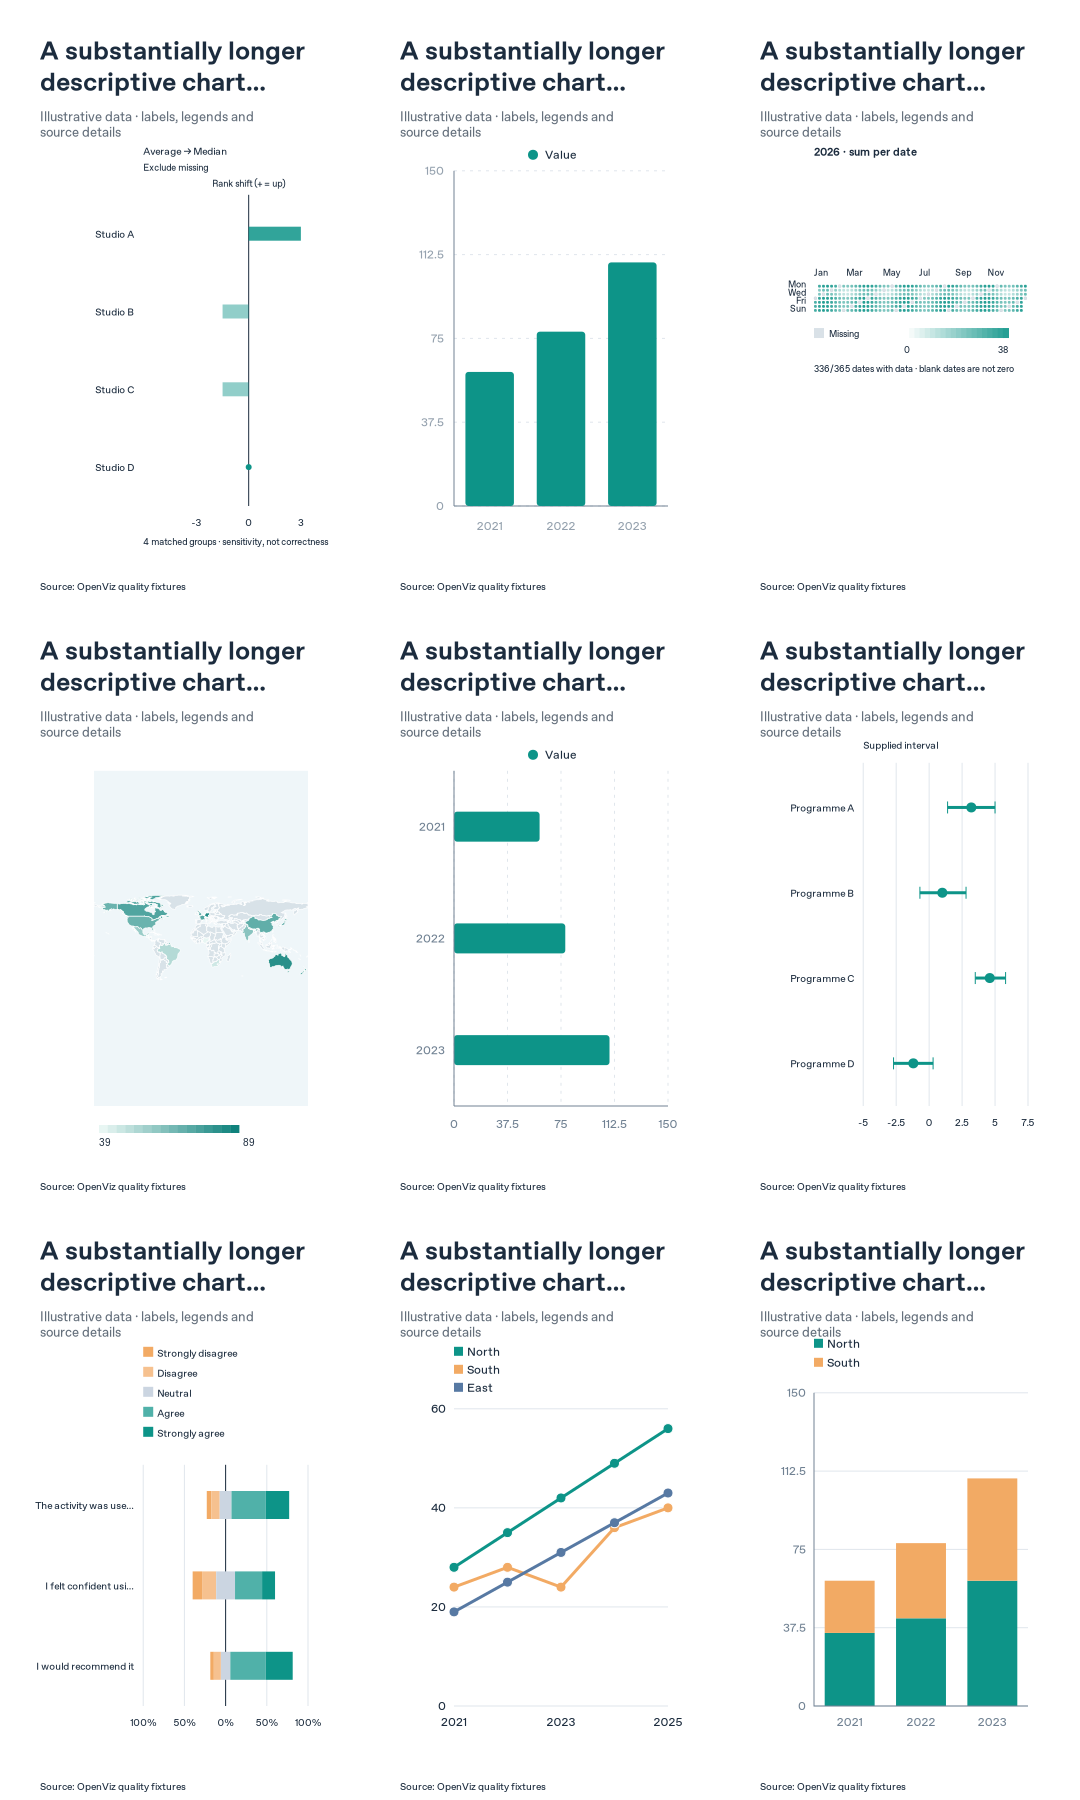 A substantially longer
descriptive chart...
Illustrative data · labels, legends and
source details
Average → Median
Exclude missing
Rank shift (+ = up)
Studio A
Studio B
Studio C
Studio D
-3 0 3
4 matched groups · sensitivity, not correctness
Source: OpenViz quality fixtures
A substantially longer
descriptive chart...
Illustrative data · labels, legends and
source details
Value
150
112.5
75
37.5
0
2021 2022 2023
Source: OpenViz quality fixtures
A substantially longer
descriptive chart...
Illustrative data · labels, legends and
source details
2026 · sum per date
Jan Mar May Jul Sep Nov
Mon
Wed
Fri
Sun
Missing
0 38
336/365 dates with data · blank dates are not zero
Source: OpenViz quality fixtures
A substantially longer
descriptive chart...
Illustrative data · labels, legends and
source details
39 89
Source: OpenViz quality fixtures
A substantially longer
descriptive chart...
Illustrative data · labels, legends and
source details
Value
2021
2022
2023
0 37.5 75 112.5 150
Source: OpenViz quality fixtures
A substantially longer
descriptive chart...
Illustrative data · labels, legends and
source details
Supplied interval
Programme A
Programme B
Programme C
Programme D
-5 -2.5 0 2.5 5 7.5
Source: OpenViz quality fixtures
A substantially longer
descriptive chart...
Illustrative data · labels, legends and
source details
Strongly disagree
Disagree
Neutral
Agree
Strongly agree
The activity was use...
I felt confident usi...
I would recommend it
100% 50% 0% 50% 100%
Source: OpenViz quality fixtures
A substantially longer
descriptive chart...
Illustrative data · labels, legends and
source details
North
South
East
60
40
20
0
2021 2023 2025
Source: OpenViz quality fixtures
A substantially longer
descriptive chart...
Illustrative data · labels, legends and
source details
North
South
150
112.5
75
37.5
0
2021 2022 2023
Source: OpenViz quality fixtures